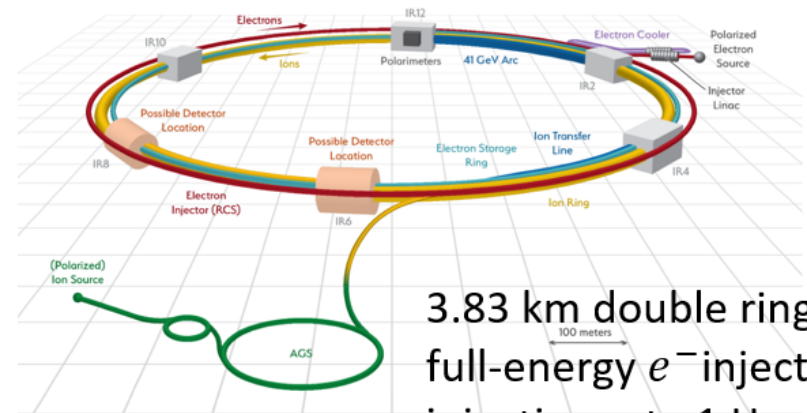 IR12
Electrons
IR10
Ions
Polarimeters
41 GeV Arc
Electron Cooler
Polarized
Electron
Source
IR2
Injector
Linac
Possible Detector
Location
Possible Detector
Location
Electron Storage
Ring
Ion Transfer
Line
IR8
IR4
Electron
Injector (RCS)
IR6
Ion Ring
(Polarized)
Ion Source
AGS
100 meters
3.83 km double ring
full-energy e⁻inject